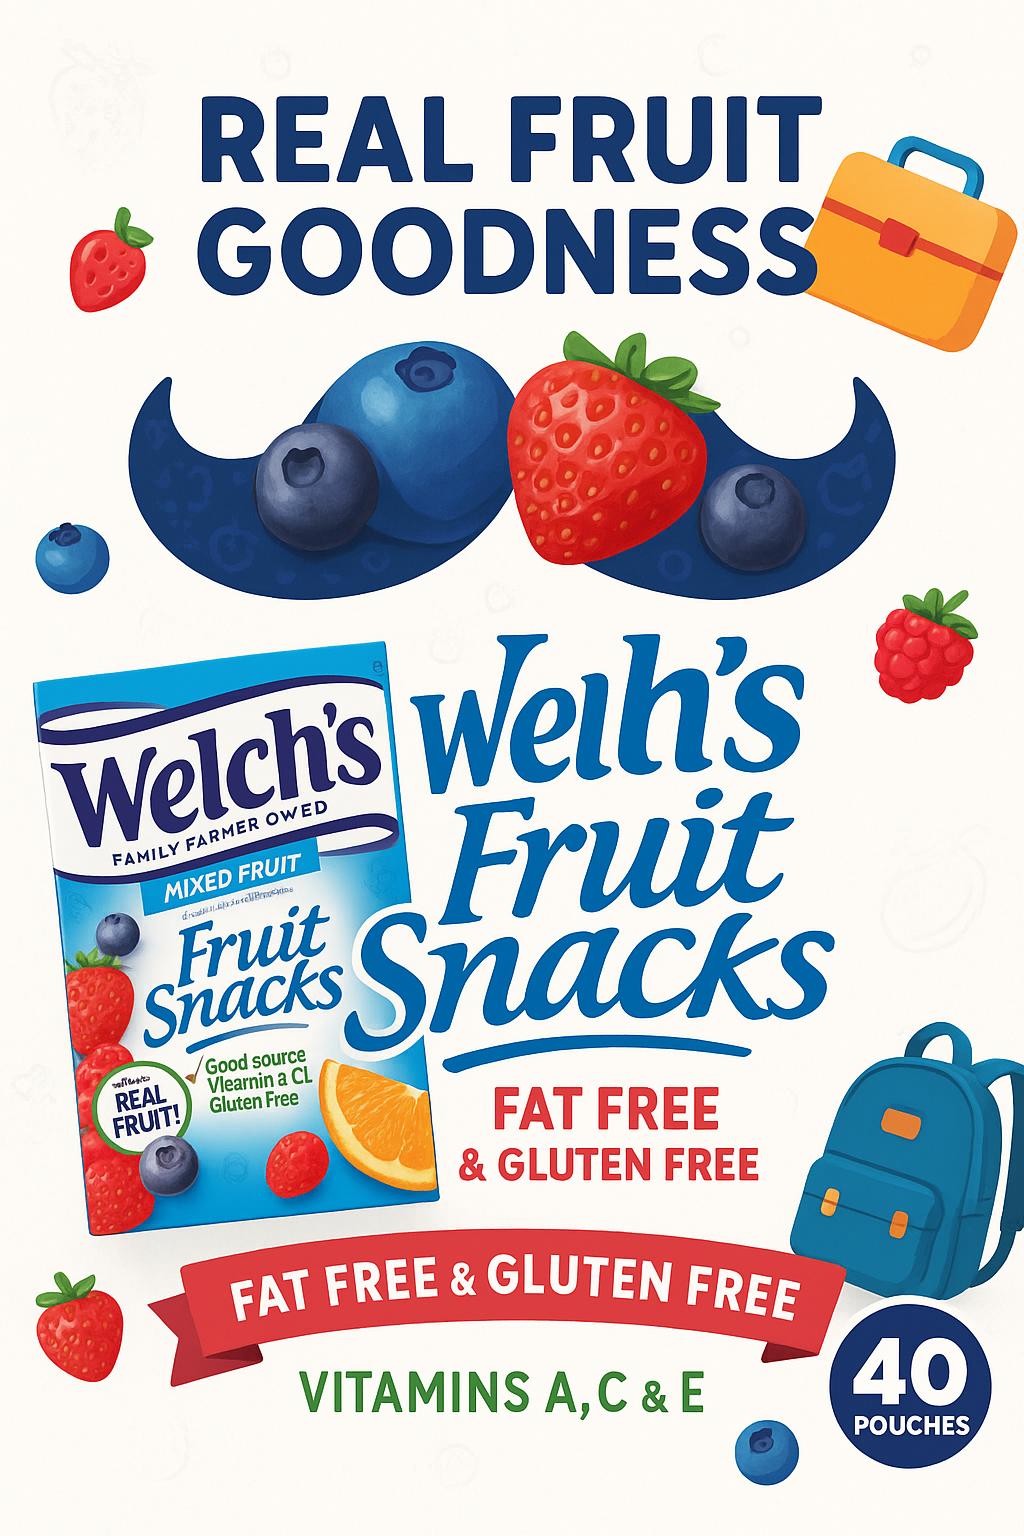 REAL FRUIT
GOODNESS
Welch's
FAMILY FARMER OWED
MIXED FRUIT
Fruit
Snacks
REAL
FRUIT!
Good source
Vlearnin a CL
Gluten Free
Welh's
Fruit
Snacks
FAT FREE
& GLUTEN FREE
FAT FREE & GLUTEN FREE
VITAMINS A, C & E
40
POUCHES